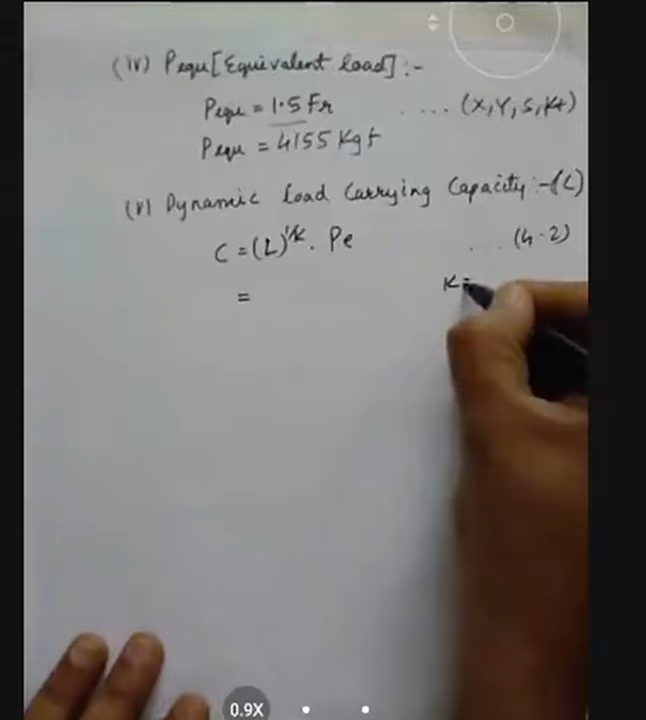 (iv) Pequ [Equivalent load] :-
Pequ = 1.5 Fr .... (X,Y,S,Kt)
Pequ = 4155 Kgf
(v) Dynamic load Carrying Capacity :- (C)
C = (L)^1/K . Pe ... (4.2)
= K =
0.9X